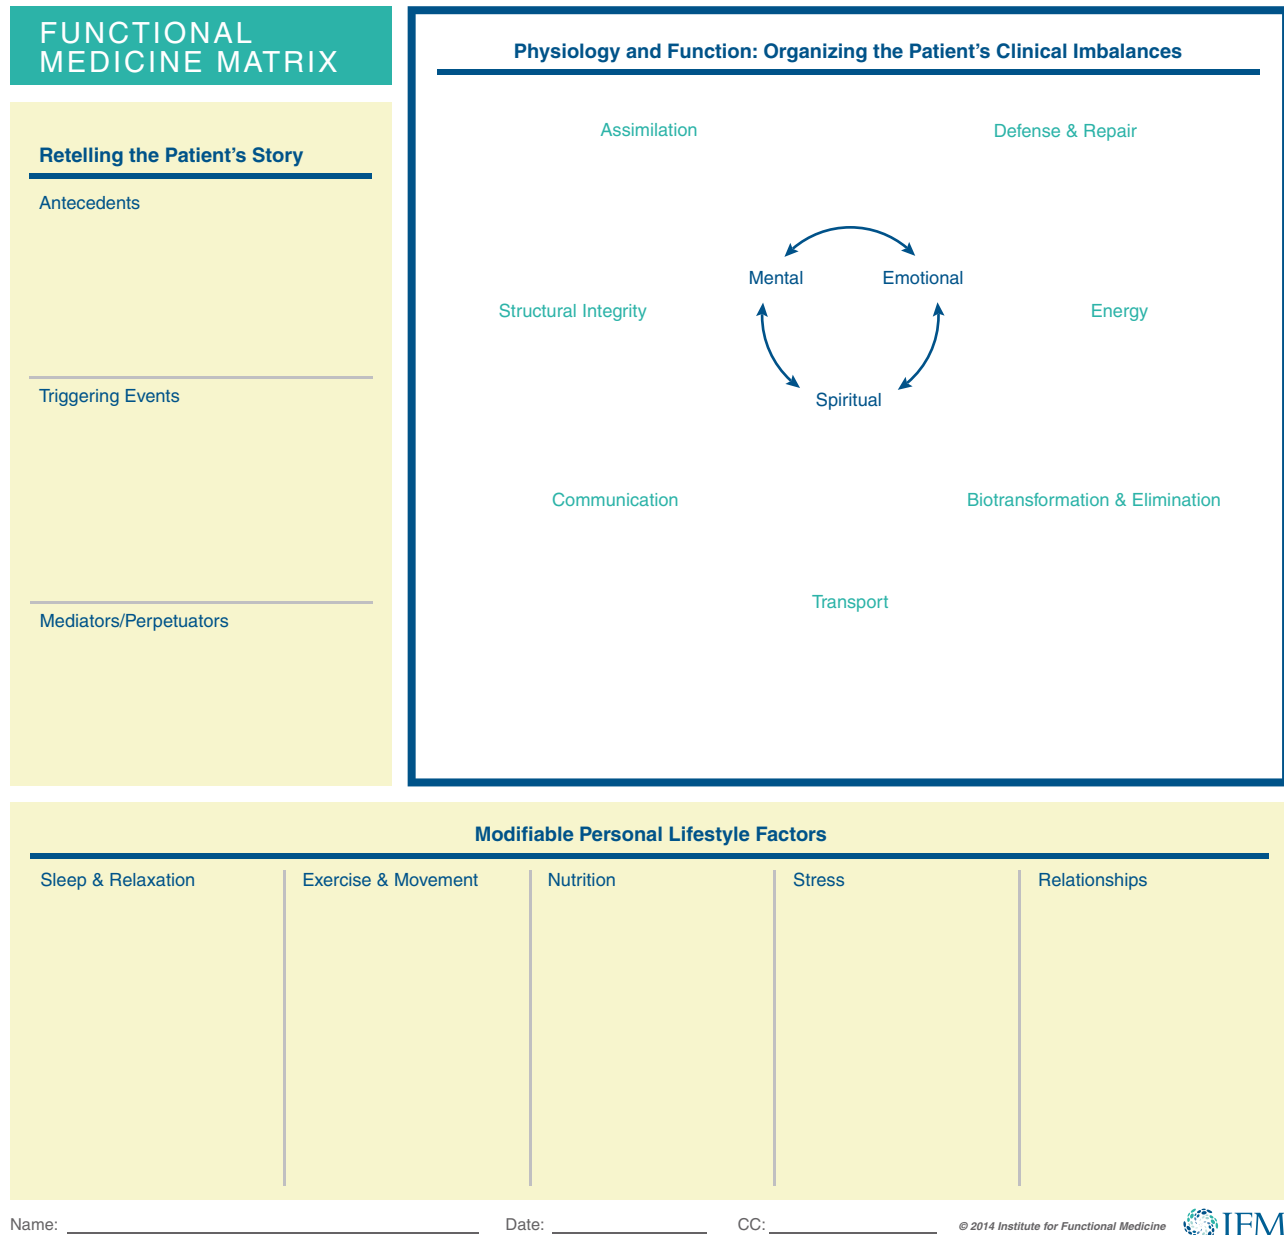 FUNCTIONAL
MEDICINE MATRIX
Retelling the Patient’s Story
Antecedents
Triggering Events
Mediators/Perpetuators
Physiology and Function: Organizing the Patient’s Clinical Imbalances
Assimilation
Defense & Repair
Mental
Emotional
Structural Integrity
Energy
Spiritual
Communication
Biotransformation & Elimination
Transport
Modifiable Personal Lifestyle Factors
Sleep & Relaxation
Exercise & Movement
Nutrition
Stress
Relationships
Name:
Date:
CC:
© 2014 Institute for Functional Medicine
IFM